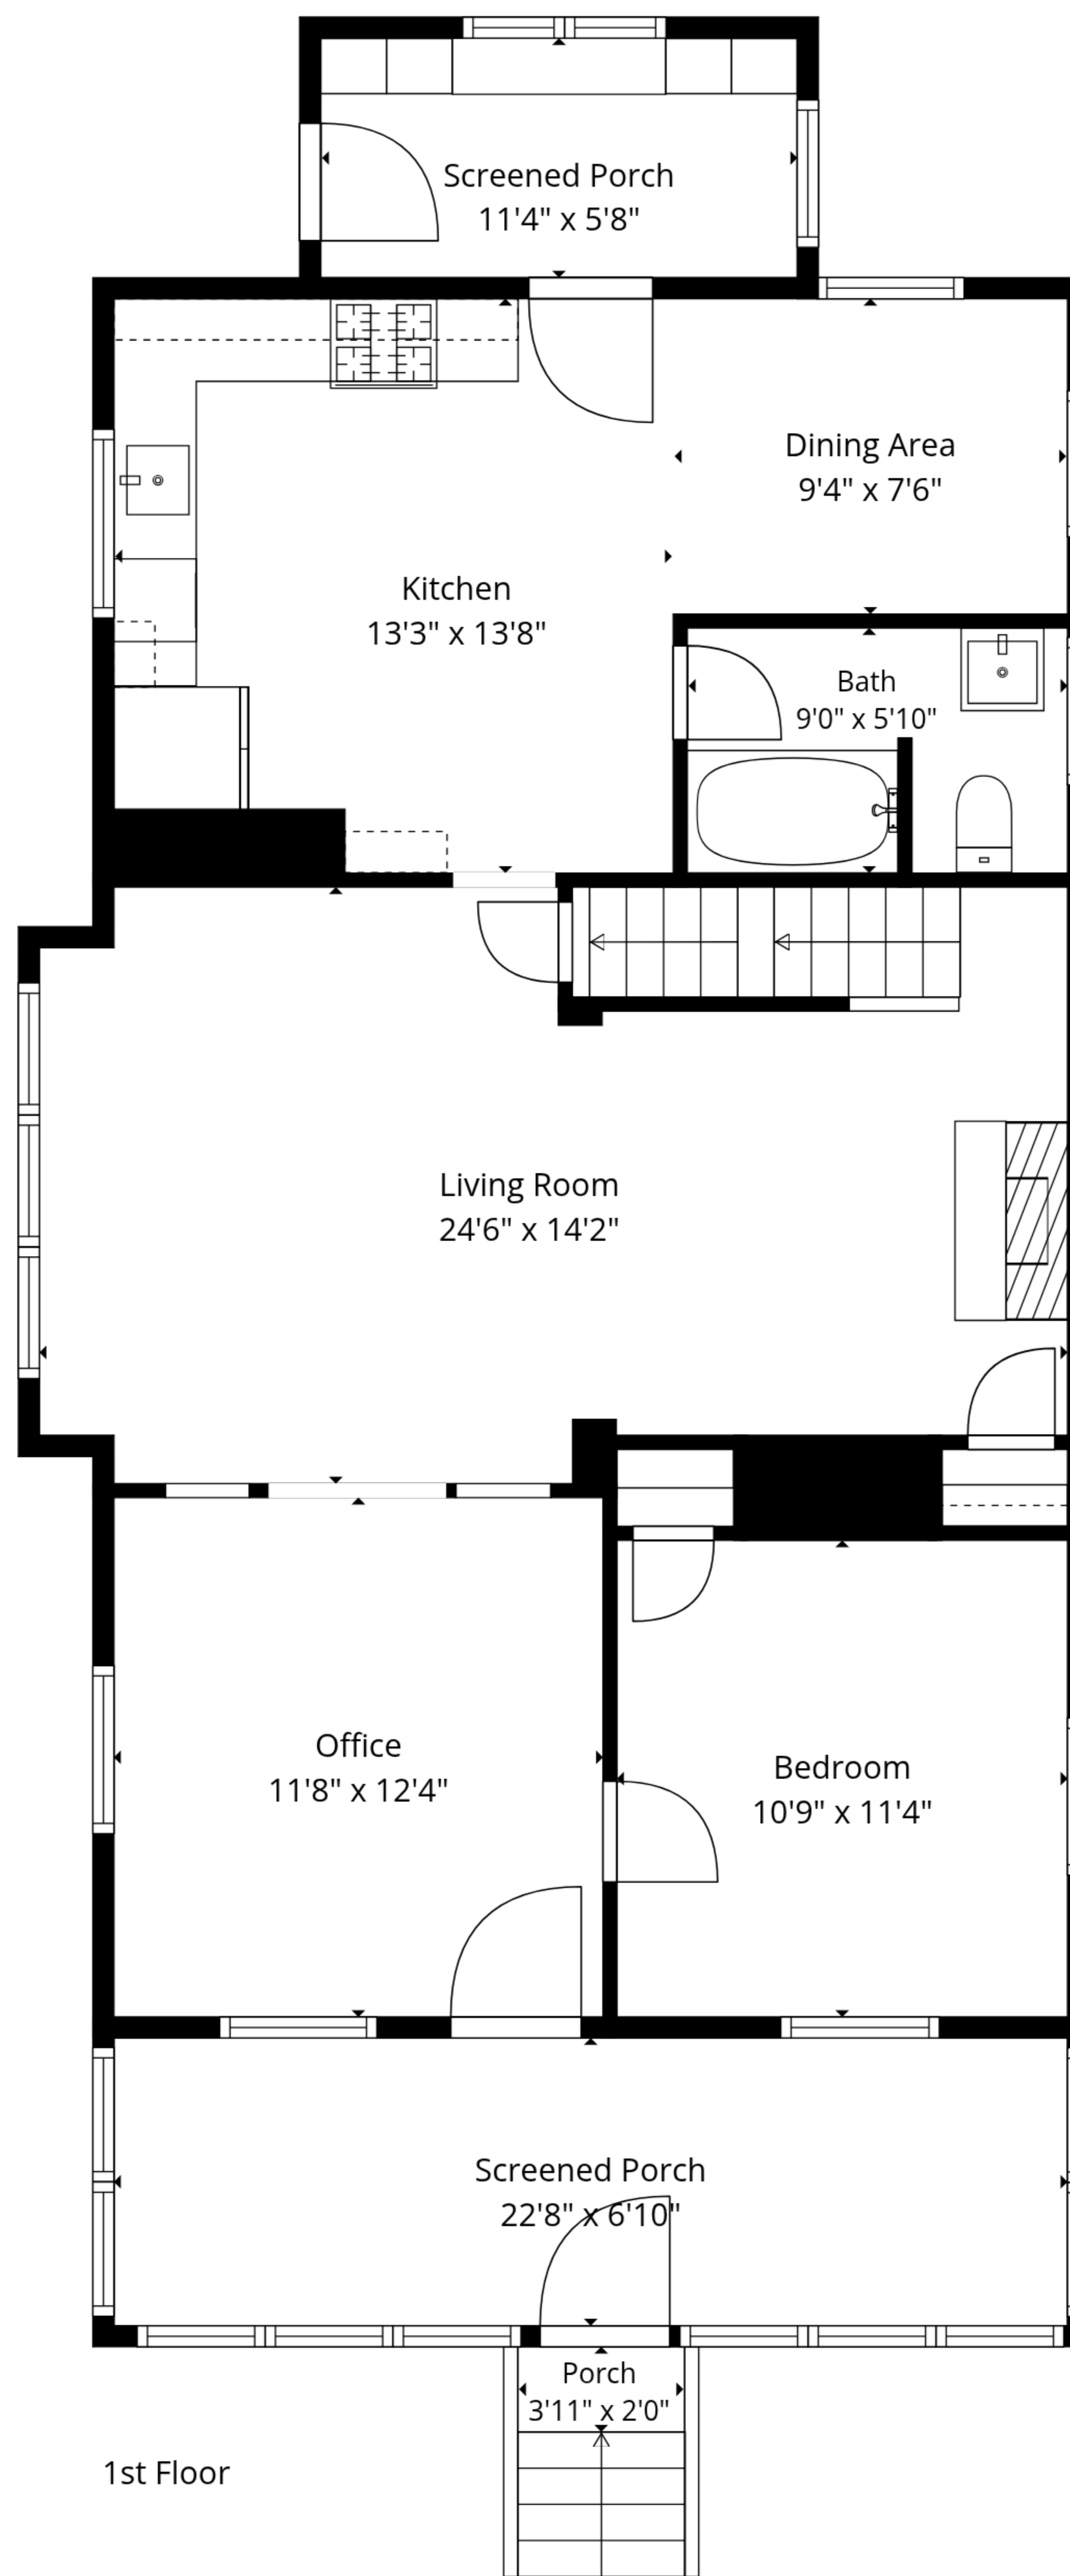 Screened Porch
11'4" x 5'8"
Dining Area
9'4" x 7'6"
Kitchen
13'3" x 13'8"
Bath
9'0" x 5'10"
Living Room
24'6" x 14'2"
Office
11'8" x 12'4"
Bedroom
10'9" x 11'4"
Screened Porch
22'8" x 6'10"
Porch
3'11" x 2'0"
1st Floor